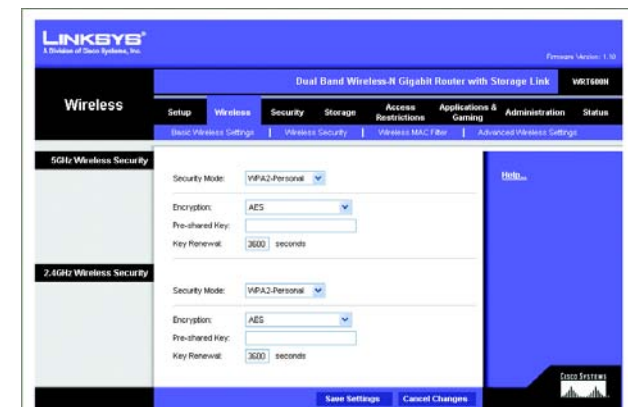 LINKSYS®
A Division of Cisco Systems, Inc.
Firmware Version: 1.10
Dual Band Wireless-N Gigabit Router with Storage Link WRT600N
Wireless
Setup Wireless Security Storage Access Restrictions Applications & Gaming Administration Status
Basic Wireless Settings | Wireless Security | Wireless MAC Filter | Advanced Wireless Settings
5GHz Wireless Security
Security Mode: WPA2-Personal
Help...
Encryption: AES
Pre-shared Key:
Key Renewal: 3600 seconds
2.4GHz Wireless Security
Security Mode: WPA2-Personal
Encryption: AES
Pre-shared Key:
Key Renewal: 3600 seconds
Save Settings Cancel Changes
CISCO SYSTEMS